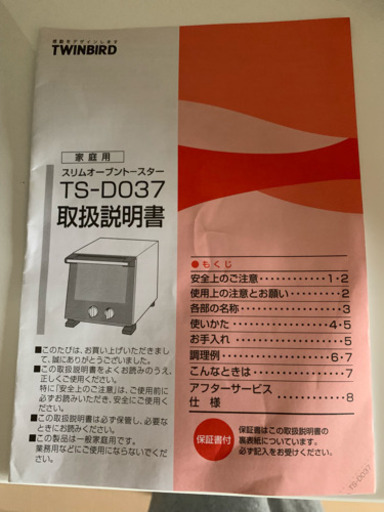 感動をデザインします
TWINBIRD
家庭用
スリムオーブントースター
TS-D037
取扱説明書
■このたびは、お買い上げいただきまして、誠にありがとうございました。
■この取扱説明書をよくお読みのうえ、正しくご使用ください。
特に「安全上のご注意」は、ご使用前に必ずお読みいただき、安全にご使用ください。
■この取扱説明書は必ず保管し、必要なときにお読みください。
■この製品は一般家庭用です。
業務用などにご使用にならないでください。
●もくじ
安全上のご注意・・・・・・・・・・・・1・2
使用上の注意とお願い・・・・・・・・・2
各部の名称・・・・・・・・・・・・・・3
使いかた・・・・・・・・・・・・・・4・5
お手入れ・・・・・・・・・・・・・・・5
調理例・・・・・・・・・・・・・・・6・7
こんなときは・・・・・・・・・・・・・7
アフターサービス
仕様・・・・・・・・・・・・・・・・・8
保証書付
保証書はこの取扱説明書の
裏表紙についています。
必ず記入をお受けください。
TS-D037